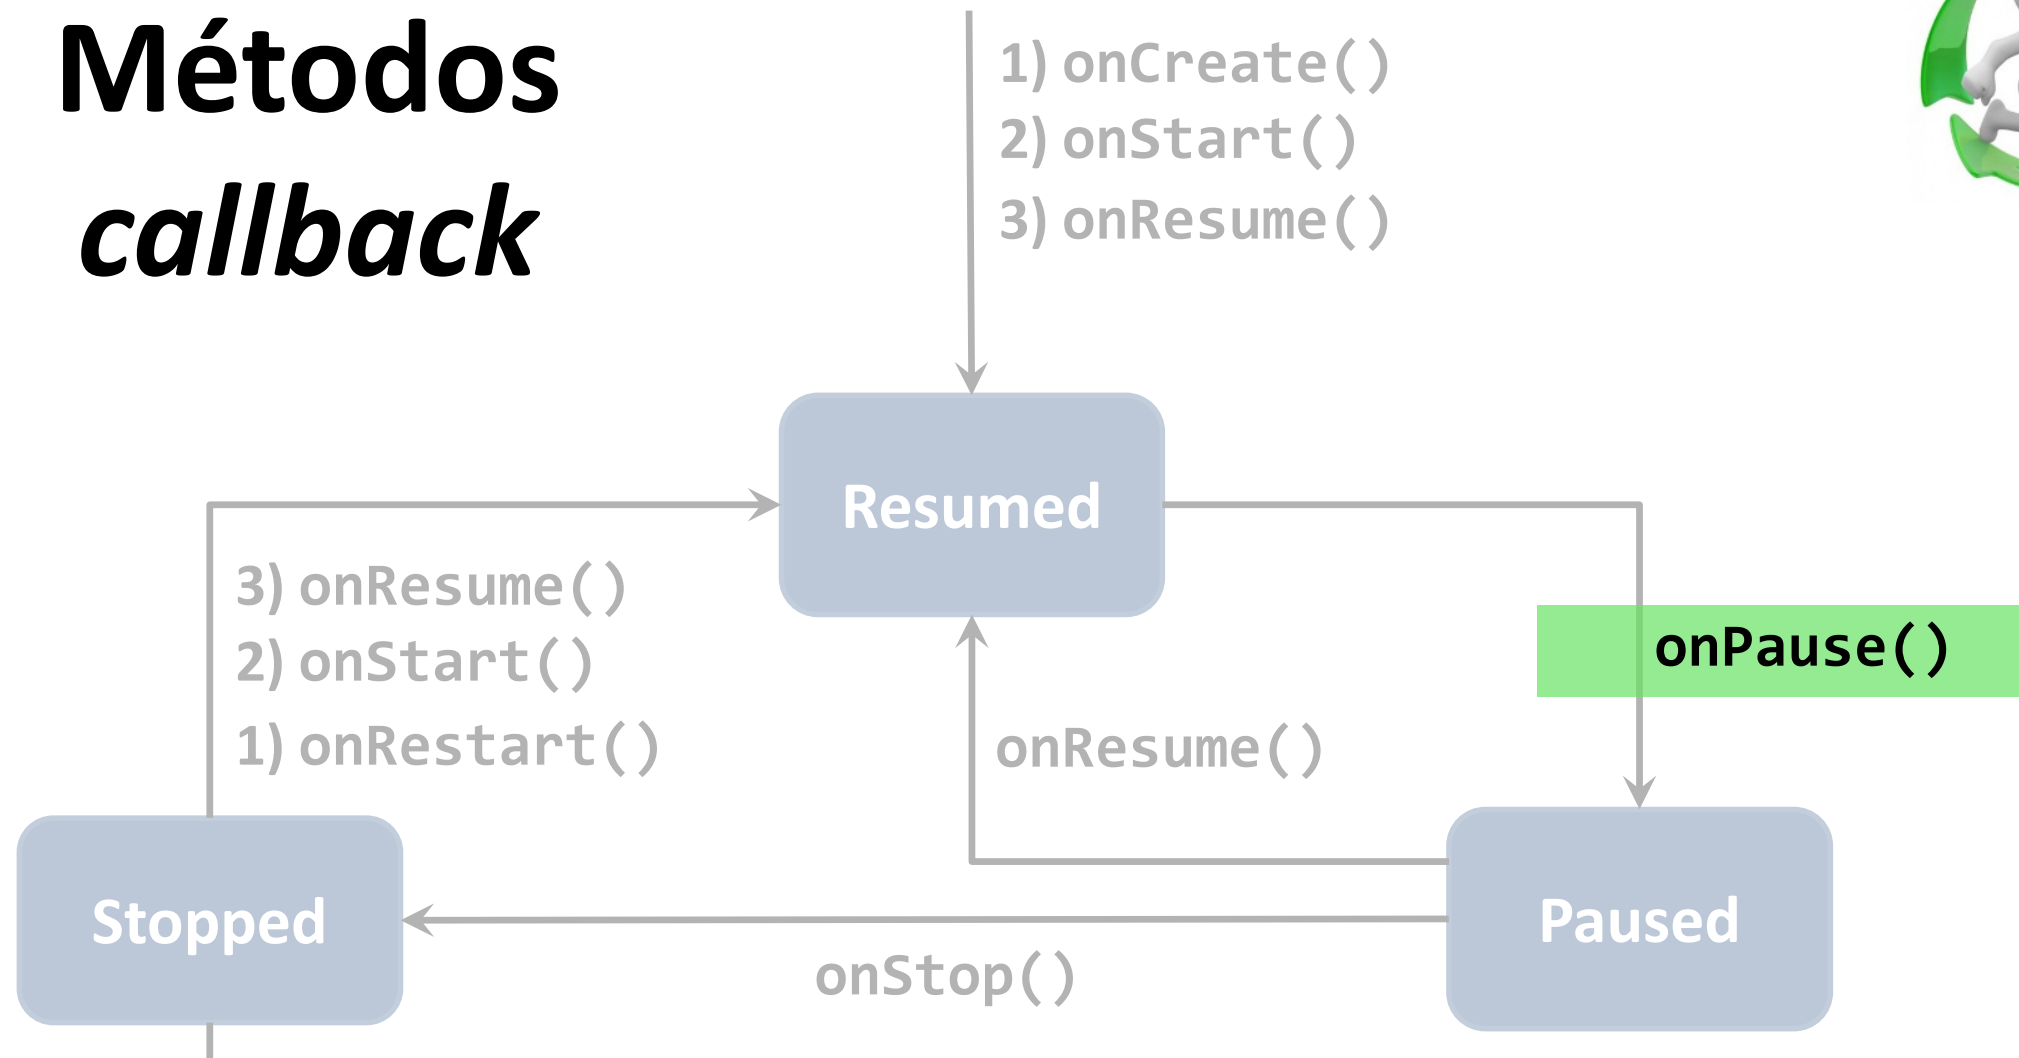 Métodos
callback
1) onCreate()
2) onStart()
3) onResume()
Resumed
3) onResume()
2) onStart()
1) onRestart()
onPause()
onResume()
Stopped
Paused
onStop()